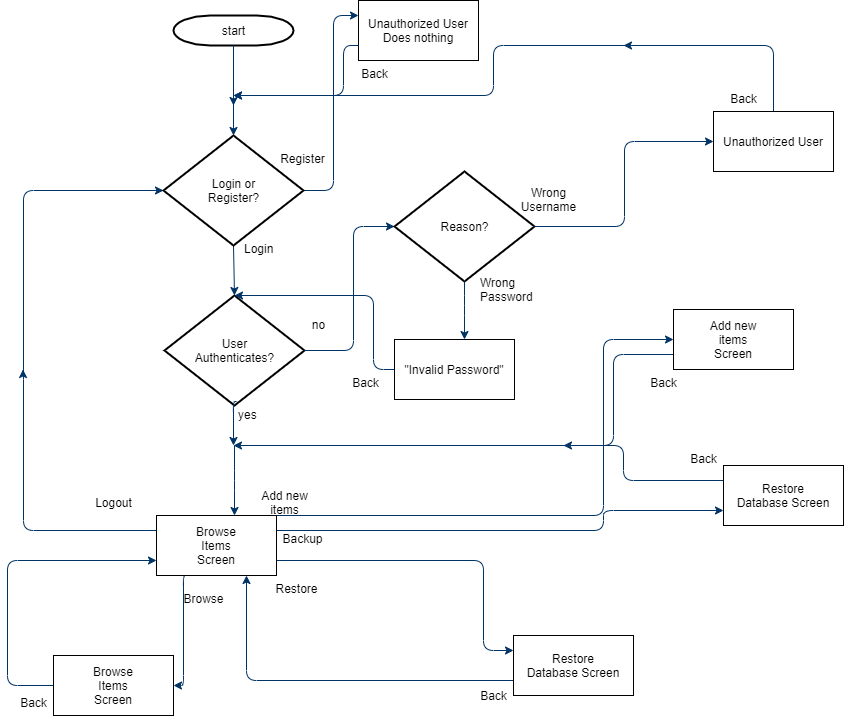 Unauthorized User
Does nothing
start
Back
Back
Unauthorized User
Register
Login or
Register?
Wrong
Username
Reason?
Login
Wrong
Password
no
User
Authenticates?
Add new
items
Screen
"Invalid Password"
Back
Back
yes
Back
Restore
Database Screen
Logout
Add new
items
Browse
Items
Screen
Backup
Restore
Browse
Restore
Database Screen
Browse
Items
Screen
Back
Back